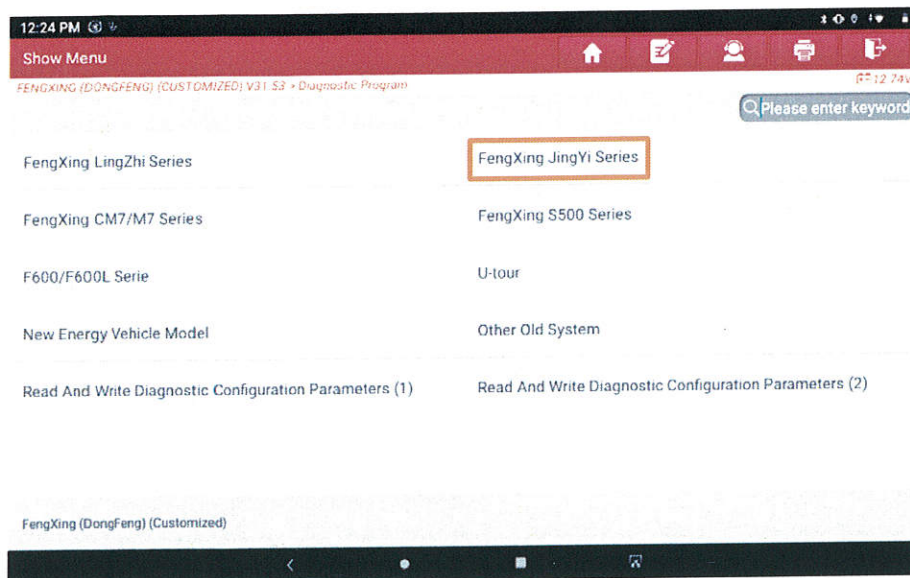 12:24 PM
Show Menu
FENGXING (DONGFENG) (CUSTOMIZED) V31.53 > Diagnostic Program
12.74V
Please enter keyword
FengXing LingZhi Series
FengXing JingYi Series
FengXing CM7/M7 Series
FengXing S500 Series
F600/F600L Serie
U-tour
New Energy Vehicle Model
Other Old System
Read And Write Diagnostic Configuration Parameters (1)
Read And Write Diagnostic Configuration Parameters (2)
FengXing (DongFeng) (Customized)